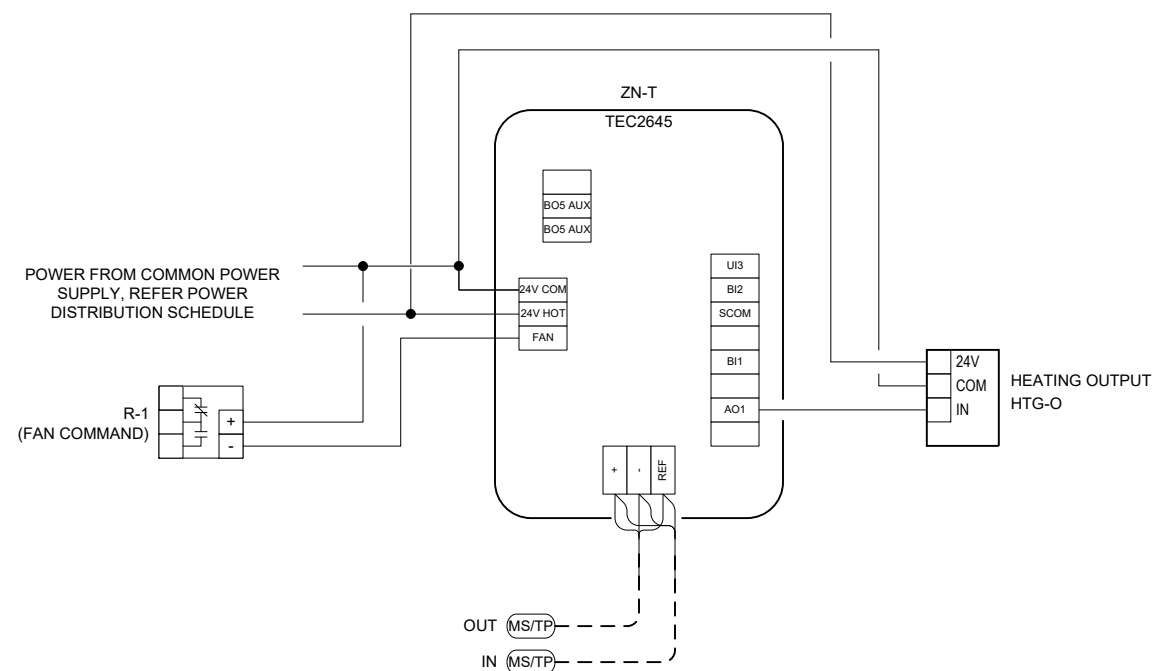 ZN-T
TEC2645
BO5 AUX
BO5 AUX
POWER FROM COMMON POWER
SUPPLY, REFER POWER
DISTRIBUTION SCHEDULE
24V COM
24V HOT
FAN
UI3
BI2
SCOM
BI1
AO1
24V
COM
IN
HEATING OUTPUT
HTG-O
R-1
(FAN COMMAND)
+
-
+
-
REF
OUT MS/TP
IN MS/TP